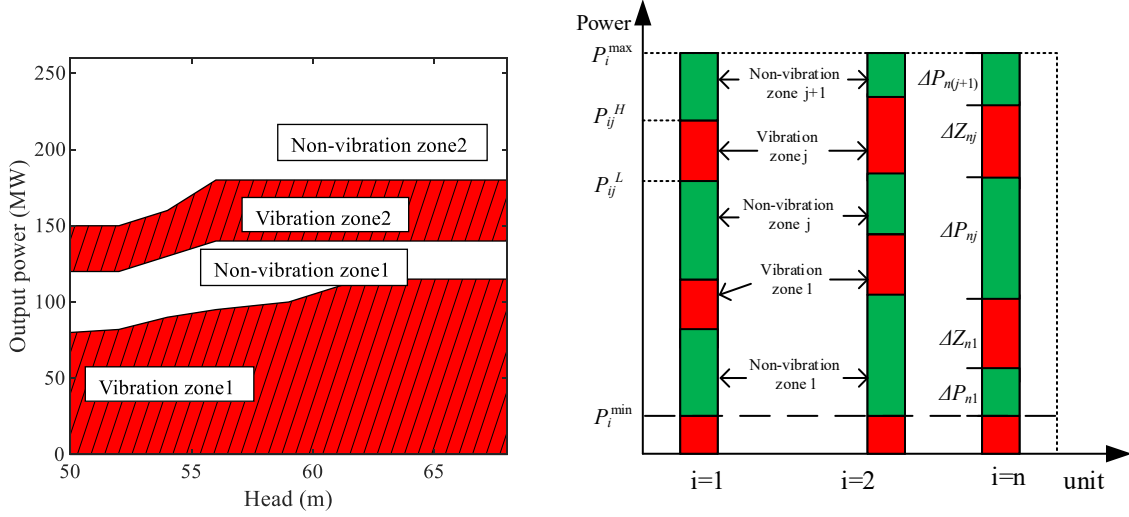 250
200
150
100
50
0
50
55
60
65
Output power (MW)
Head (m)
Non-vibration zone2
Vibration zone2
Non-vibration zone1
Vibration zone1
Power
P_i^max
P_ij^H
P_ij^L
P_i^min
Non-vibration
zone j+1
Vibration
zone j
Non-vibration
zone j
Vibration
zone 1
Non-vibration
zone 1
ΔP_n(j+1)
ΔZ_nj
ΔP_nj
ΔZ_n1
ΔP_n1
i=1
i=2
i=n
unit